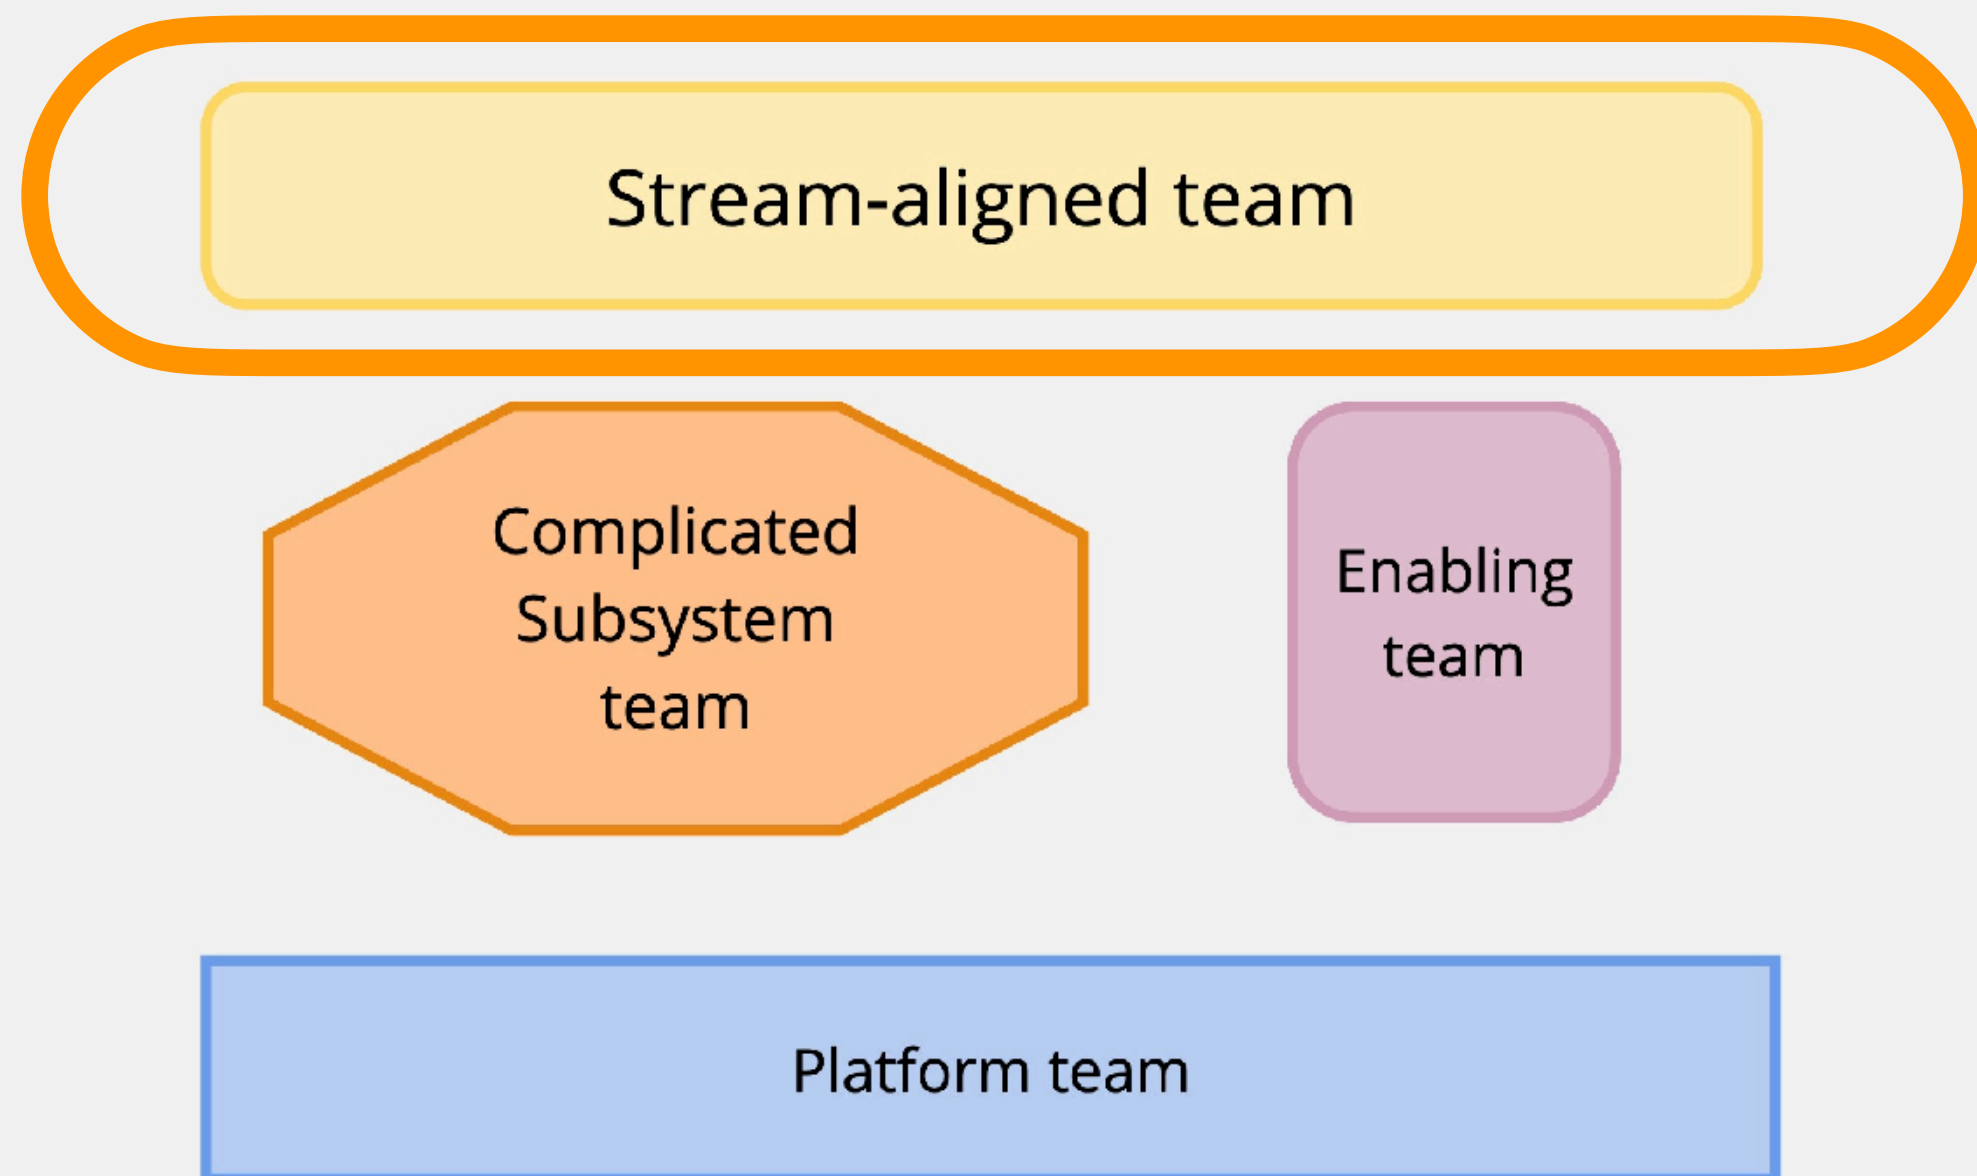 Stream-aligned team
Complicated
Subsystem
team
Enabling
team
Platform team